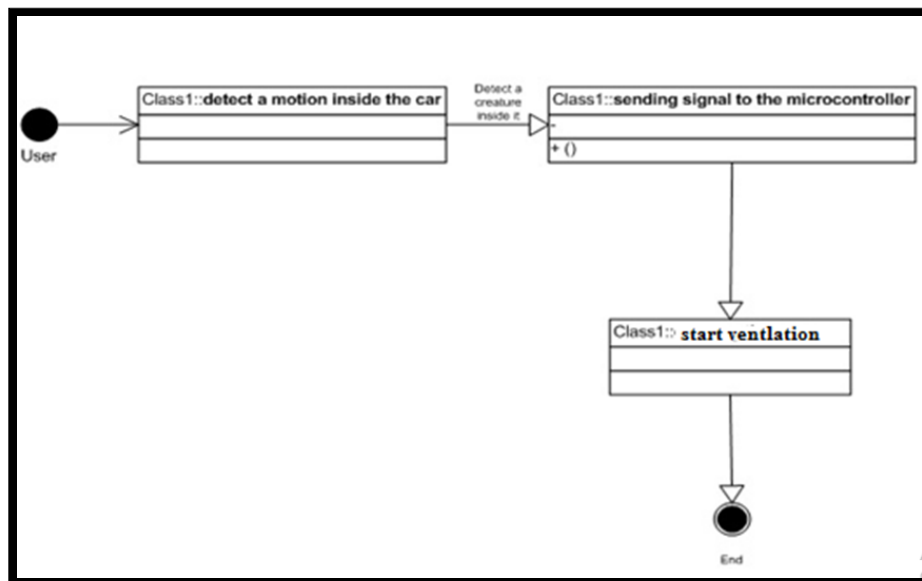 User
Class1::detect a motion inside the car
Detect a
creature
inside it
Class1::sending signal to the microcontroller
-
+ ()
Class1:: start ventlation
End